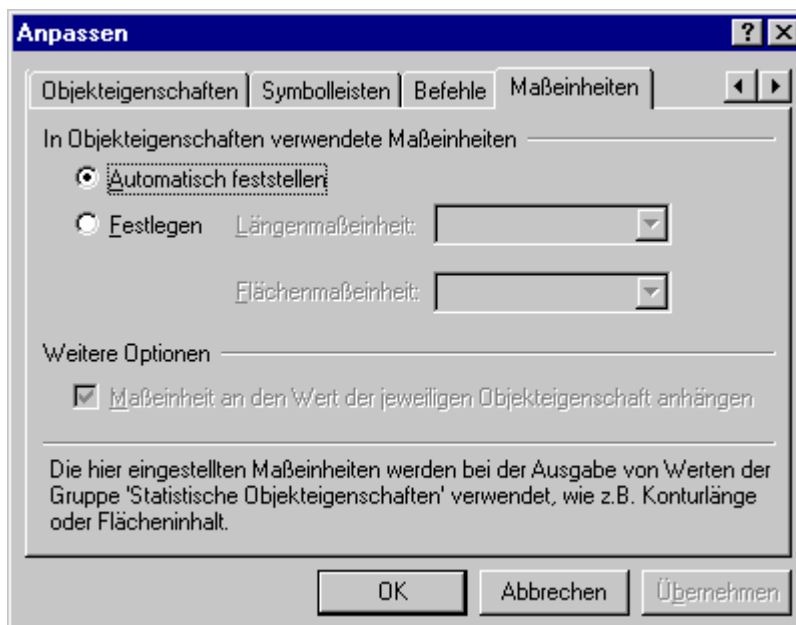 Anpassen
Objekteigenschaften Symbolleisten Befehle Maßeinheiten
In Objekteigenschaften verwendete Maßeinheiten
Automatisch feststellen
Festlegen Längenmaßeinheit:
Flächenmaßeinheit:
Weitere Optionen
Maßeinheit an den Wert der jeweiligen Objekteigenschaft anhängen
Die hier eingestellten Maßeinheiten werden bei der Ausgabe von Werten der
Gruppe 'Statistische Objekteigenschaften' verwendet, wie z.B. Konturlänge
oder Flächeninhalt.
OK Abbrechen Übernehmen